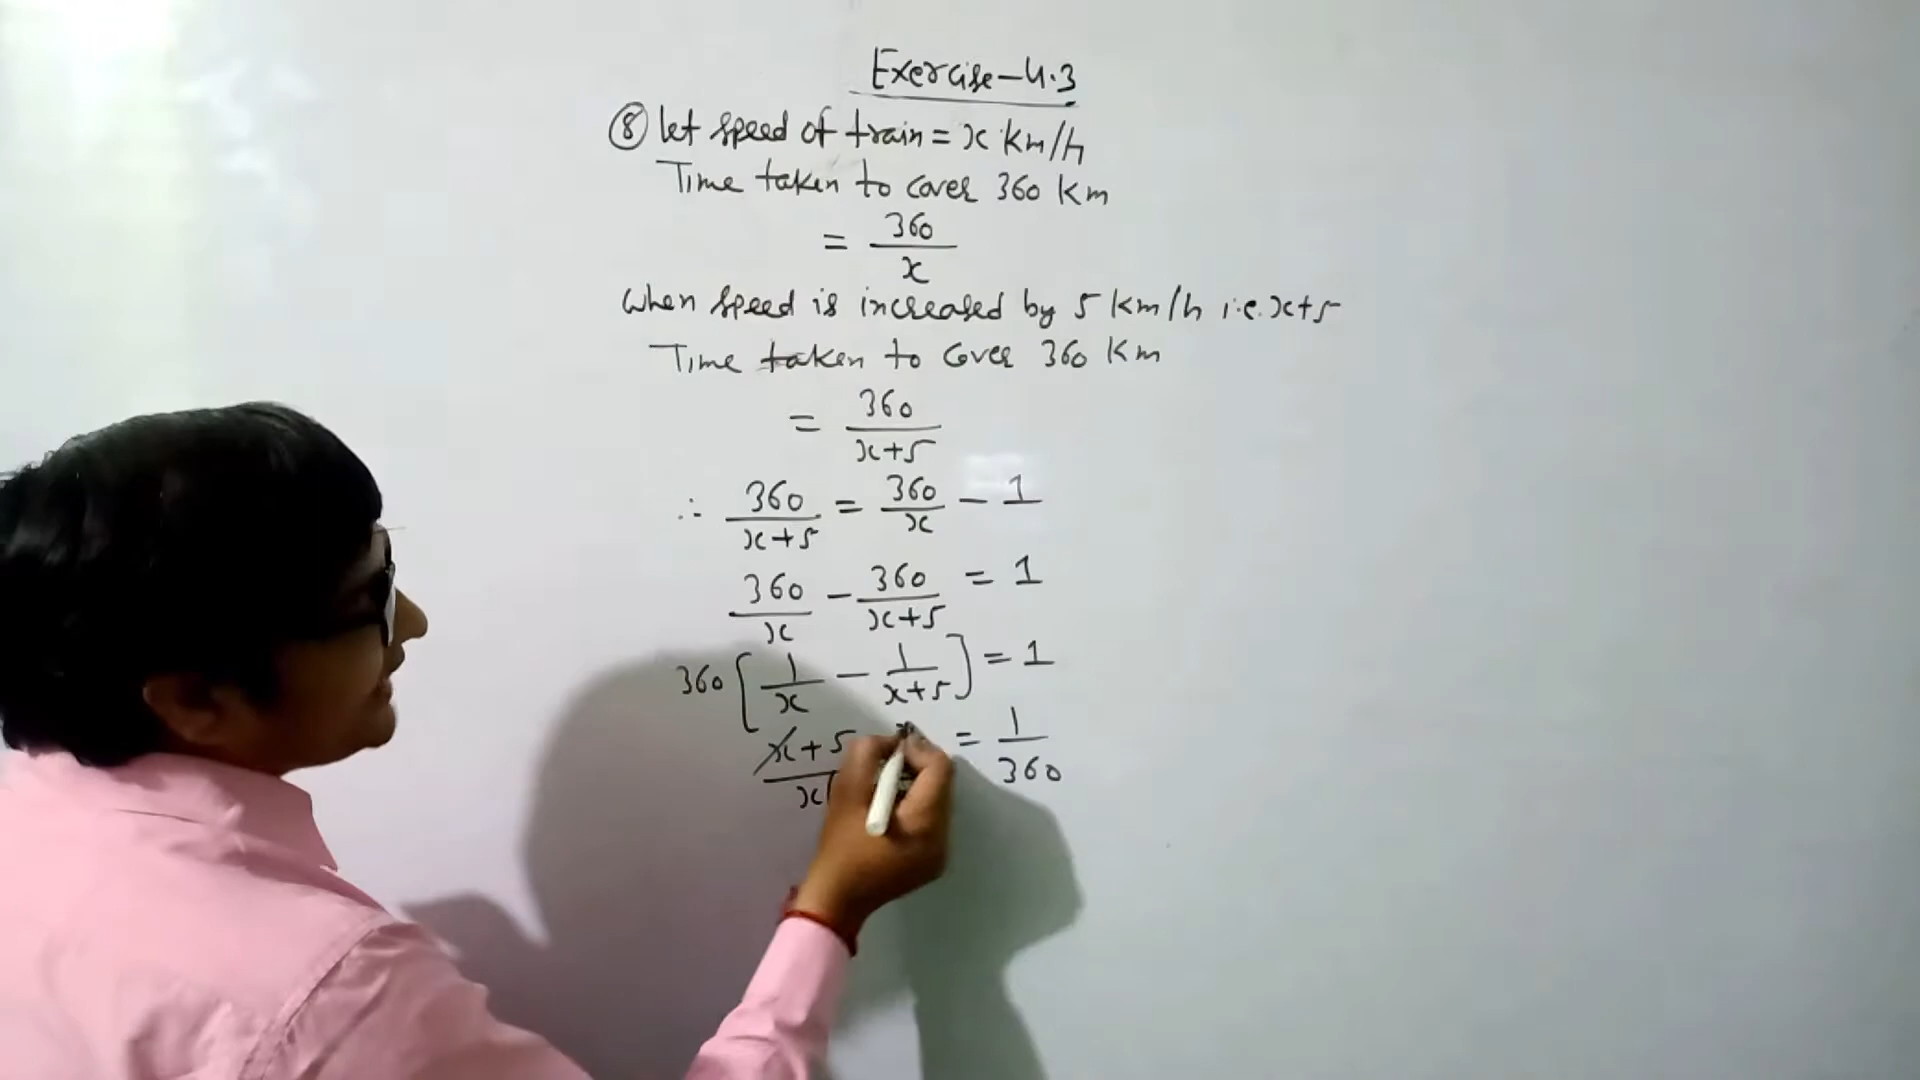 Exercise-4.3
⑧ let speed of train = x km/h
Time taken to cover 360 km
= 360/x
when speed is increased by 5 km/h i.e. x+5
Time taken to cover 360 km
= 360/(x+5)
∴ 360/(x+5) = 360/x - 1
360/x - 360/(x+5) = 1
360 [1/x - 1/(x+5)] = 1
x+5 = 1/360
x(